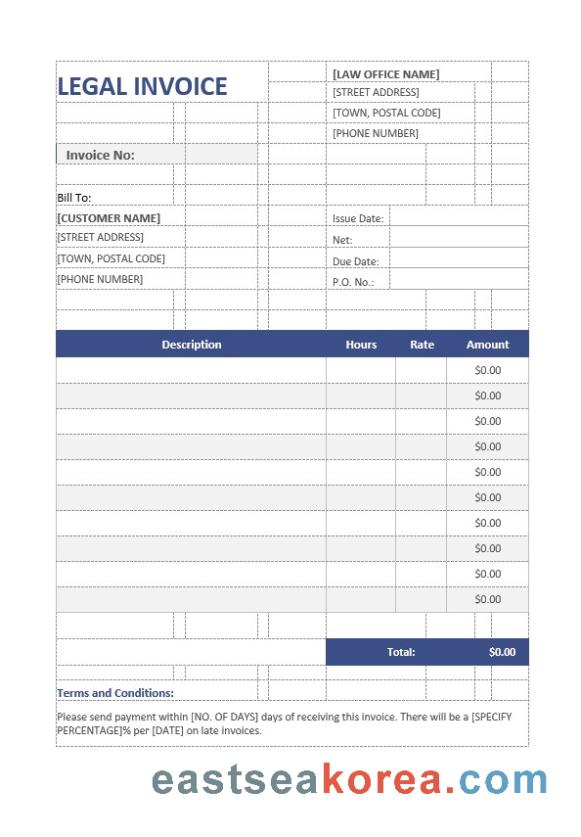 LEGAL INVOICE
[LAW OFFICE NAME]
[STREET ADDRESS]
[TOWN, POSTAL CODE]
[PHONE NUMBER]
Invoice No:
Bill To:
[CUSTOMER NAME]
[STREET ADDRESS]
[TOWN, POSTAL CODE]
[PHONE NUMBER]
Issue Date:
Net:
Due Date:
P.O. No.:
Description Hours Rate Amount
$0.00
$0.00
$0.00
$0.00
$0.00
$0.00
$0.00
$0.00
$0.00
$0.00
Total: $0.00
Terms and Conditions:
Please send payment within [NO. OF DAYS] days of receiving this invoice. There will be a [SPECIFY
PERCENTAGE]% per [DATE] on late invoices.
eastseakorea.com